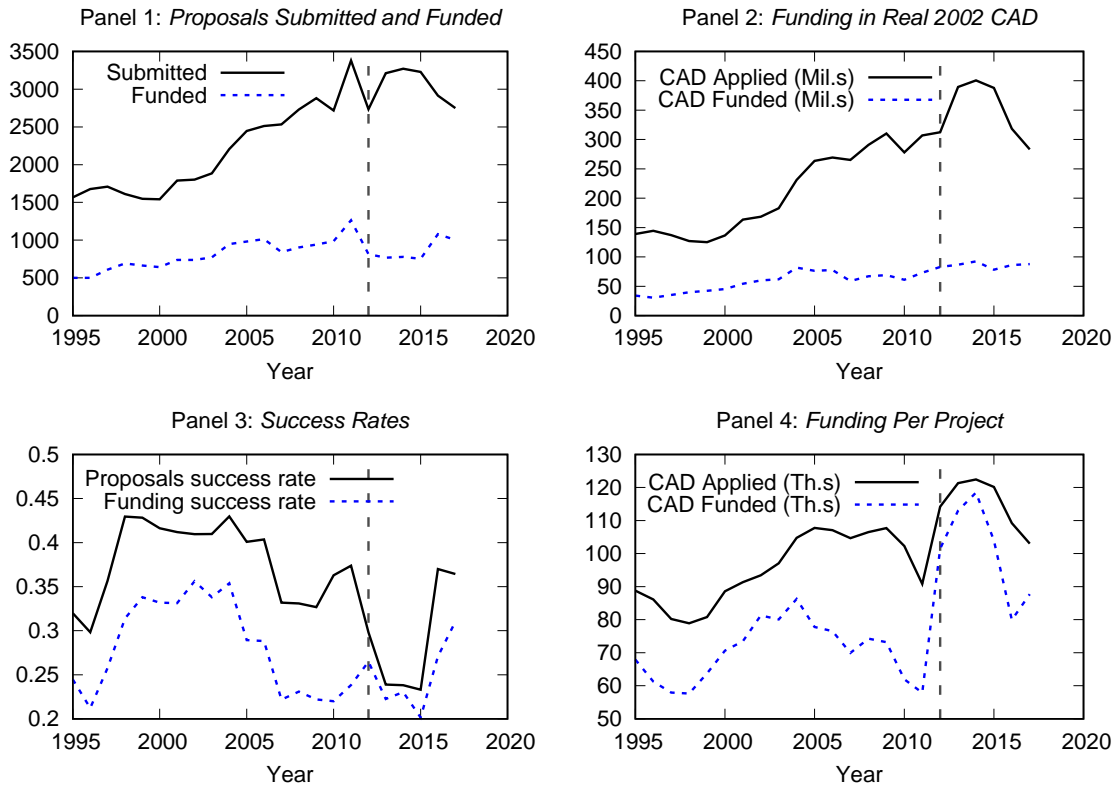 Panel 1: Proposals Submitted and Funded
3500
3000
2500
2000
1500
1000
500
0
Submitted
Funded
1995 2000 2005 2010 2015 2020
Year
Panel 2: Funding in Real 2002 CAD
450
400
350
300
250
200
150
100
50
0
CAD Applied (Mil.s)
CAD Funded (Mil.s)
1995 2000 2005 2010 2015 2020
Year
Panel 3: Success Rates
0.5
0.45
0.4
0.35
0.3
0.25
0.2
Proposals success rate
Funding success rate
1995 2000 2005 2010 2015 2020
Year
Panel 4: Funding Per Project
130
120
110
100
90
80
70
60
50
CAD Applied (Th.s)
CAD Funded (Th.s)
1995 2000 2005 2010 2015 2020
Year